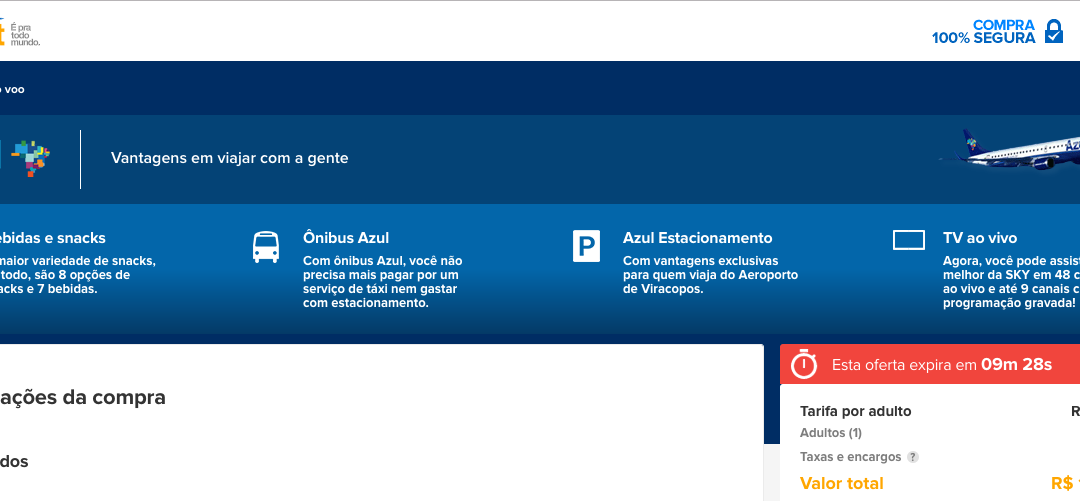 É pra
todo
mundo.
COMPRA
100% SEGURA
voo
Vantagens em viajar com a gente
Azul
bebidas e snacks
maior variedade de snacks,
todo, são 8 opções de
snacks e 7 bebidas.
Ônibus Azul
Com ônibus Azul, você não
precisa mais pagar por um
serviço de táxi nem gastar
com estacionamento.
P
Azul Estacionamento
Com vantagens exclusivas
para quem viaja do Aeroporto
de Viracopos.
TV ao vivo
Agora, você pode assist
melhor da SKY em 48 c
ao vivo e até 9 canais c
programação gravada!
ações da compra
dos
Esta oferta expira em 09m 28s
Tarifa por adulto R
Adultos (1)
Taxas e encargos ?
Valor total R$